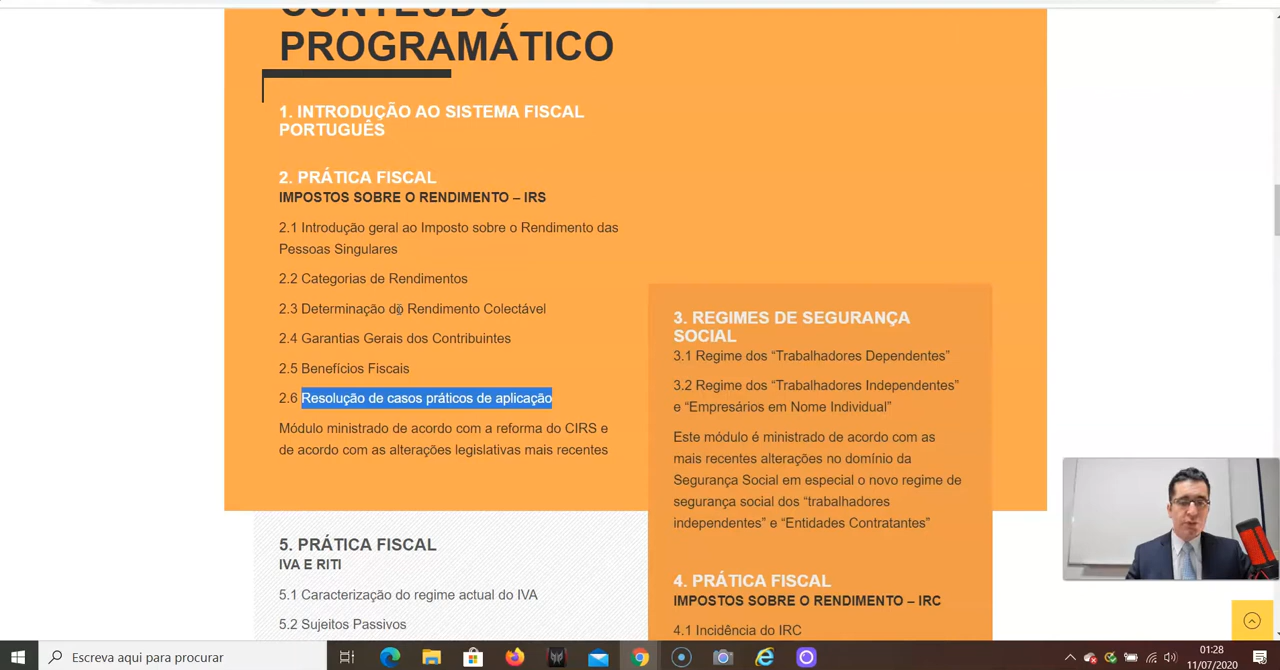 CONTEÚDO
PROGRAMÁTICO
1. INTRODUÇÃO AO SISTEMA FISCAL
PORTUGUÊS
2. PRÁTICA FISCAL
IMPOSTOS SOBRE O RENDIMENTO – IRS
2.1 Introdução geral ao Imposto sobre o Rendimento das
Pessoas Singulares
2.2 Categorias de Rendimentos
2.3 Determinação do Rendimento Colectável
2.4 Garantias Gerais dos Contribuintes
2.5 Benefícios Fiscais
2.6 Resolução de casos práticos de aplicação
Módulo ministrado de acordo com a reforma do CIRS e
de acordo com as alterações legislativas mais recentes
3. REGIMES DE SEGURANÇA
SOCIAL
3.1 Regime dos “Trabalhadores Dependentes”
3.2 Regime dos “Trabalhadores Independentes”
e “Empresários em Nome Individual”
Este módulo é ministrado de acordo com as
mais recentes alterações no domínio da
Segurança Social em especial o novo regime de
segurança social dos “trabalhadores
independentes” e “Entidades Contratantes”
4. PRÁTICA FISCAL
IMPOSTOS SOBRE O RENDIMENTO – IRC
4.1 Incidência do IRC
5. PRÁTICA FISCAL
IVA E RITI
5.1 Caracterização do regime actual do IVA
5.2 Sujeitos Passivos
Escreva aqui para procurar
01:28
11/07/2020